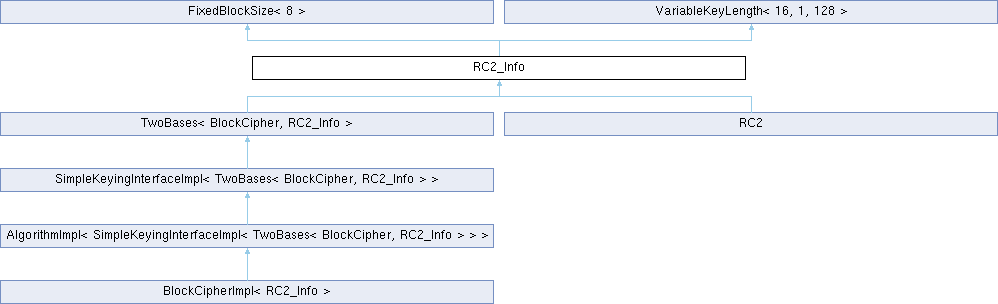 FixedBlockSize< 8 >
VariableKeyLength< 16, 1, 128 >
RC2_Info
TwoBases< BlockCipher, RC2_Info >
RC2
SimpleKeyingInterfaceImpl< TwoBases< BlockCipher, RC2_Info > >
AlgorithmImpl< SimpleKeyingInterfaceImpl< TwoBases< BlockCipher, RC2_Info > > >
BlockCipherImpl< RC2_Info >